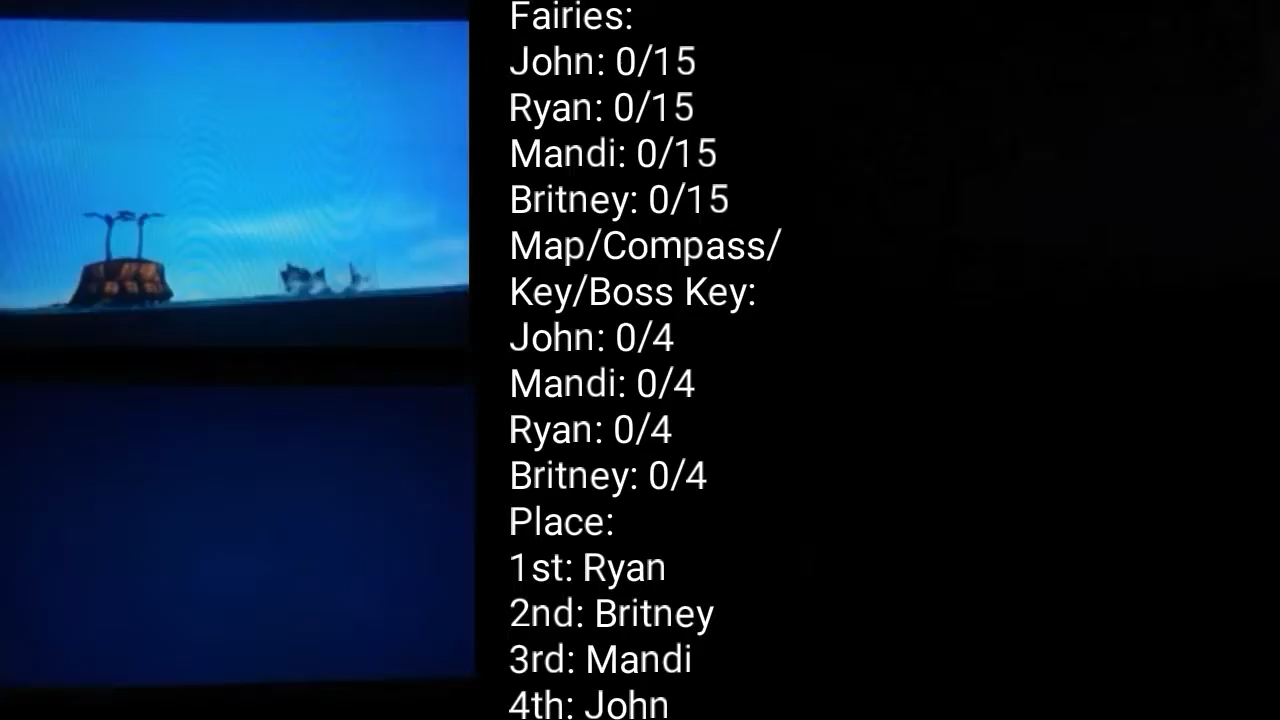 Fairies:
John: 0/15
Ryan: 0/15
Mandi: 0/15
Britney: 0/15
Map/Compass/
Key/Boss Key:
John: 0/4
Mandi: 0/4
Ryan: 0/4
Britney: 0/4
Place:
1st: Ryan
2nd: Britney
3rd: Mandi
4th: John